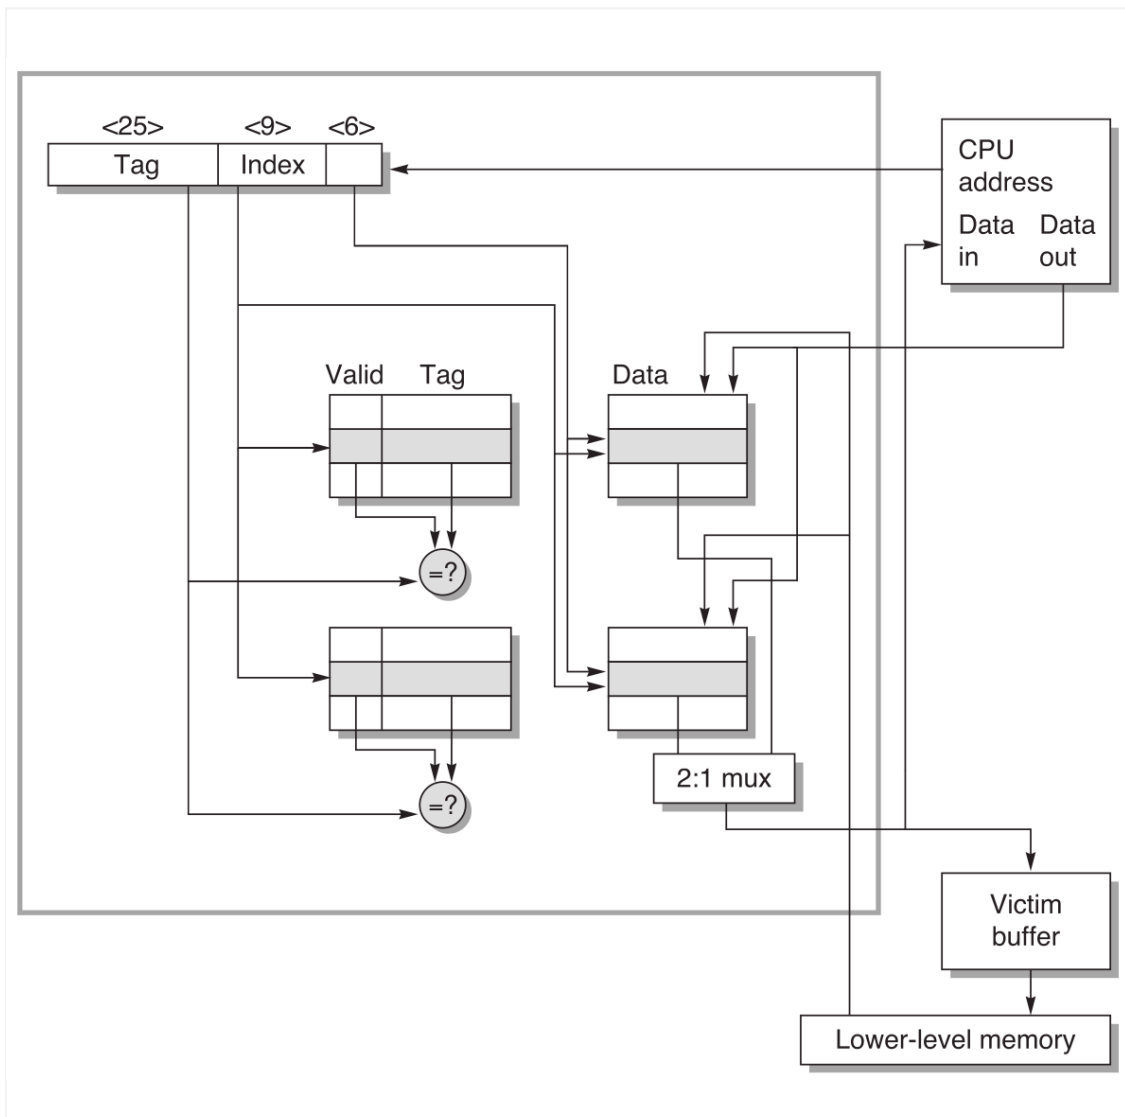 <25>
<9>
<6>
Tag
Index
CPU
address
Data
in
Data
out
Valid
Tag
Data
=?
=?
2:1 mux
Victim
buffer
Lower-level memory